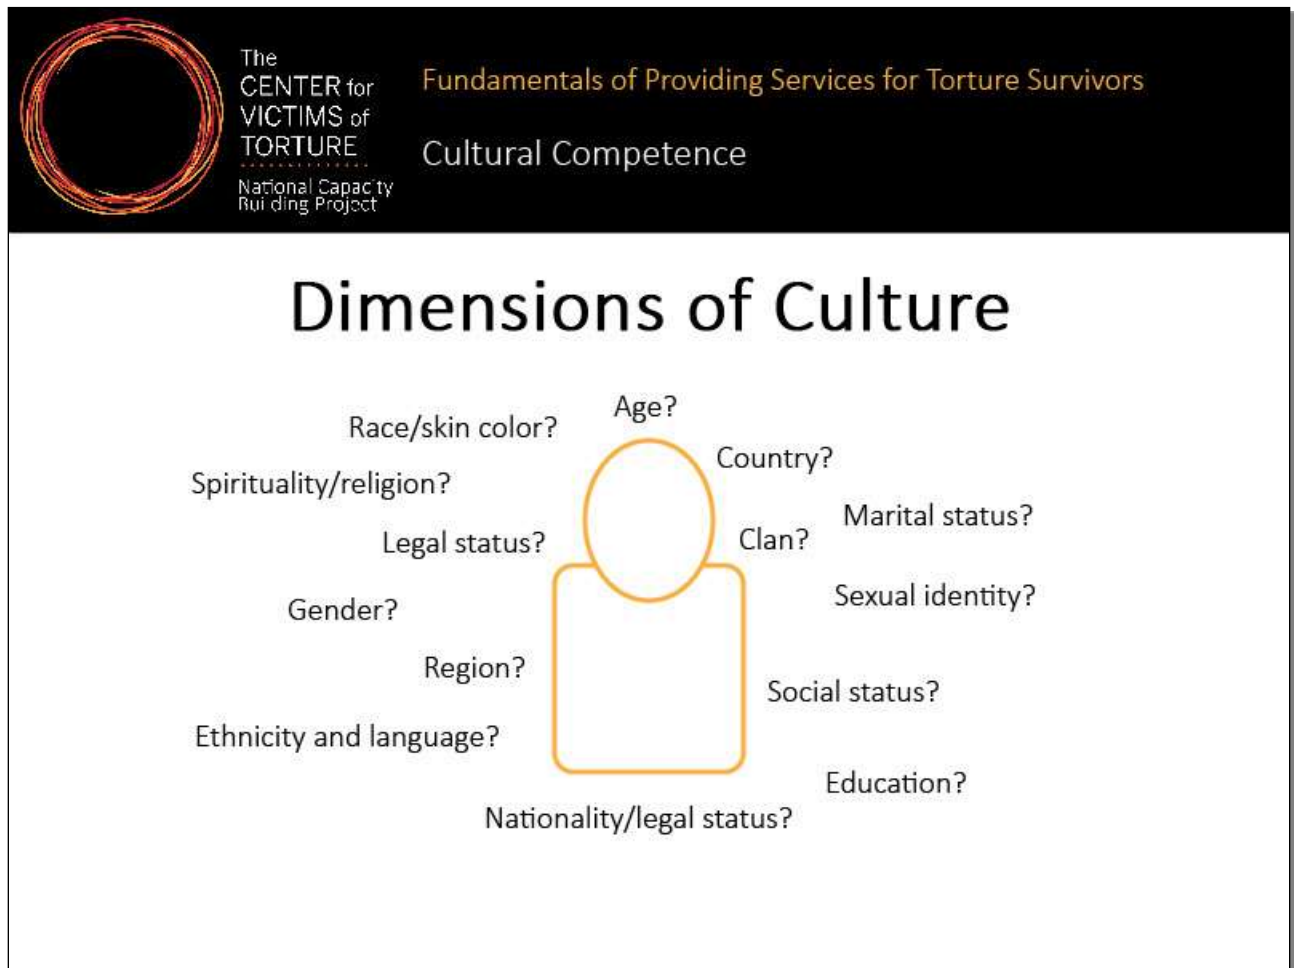 The
CENTER for
VICTIMS of
TORTURE
National Capacity
Building Project
Fundamentals of Providing Services for Torture Survivors
Cultural Competence
Dimensions of Culture
Age?
Race/skin color?
Country?
Spirituality/religion?
Marital status?
Legal status?
Clan?
Sexual identity?
Gender?
Region?
Social status?
Ethnicity and language?
Education?
Nationality/legal status?